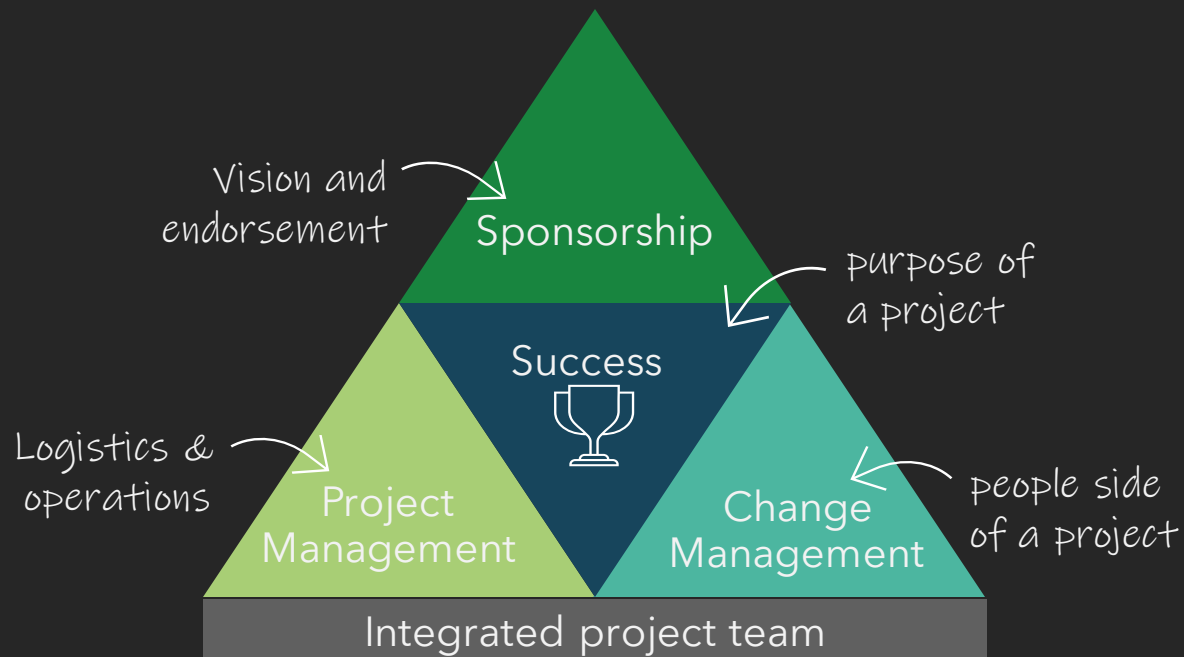 Vision and
endorsement
Sponsorship
purpose of
a project
Success
Logistics &
operations
Project
Management
Change
Management
people side
of a project
Integrated project team